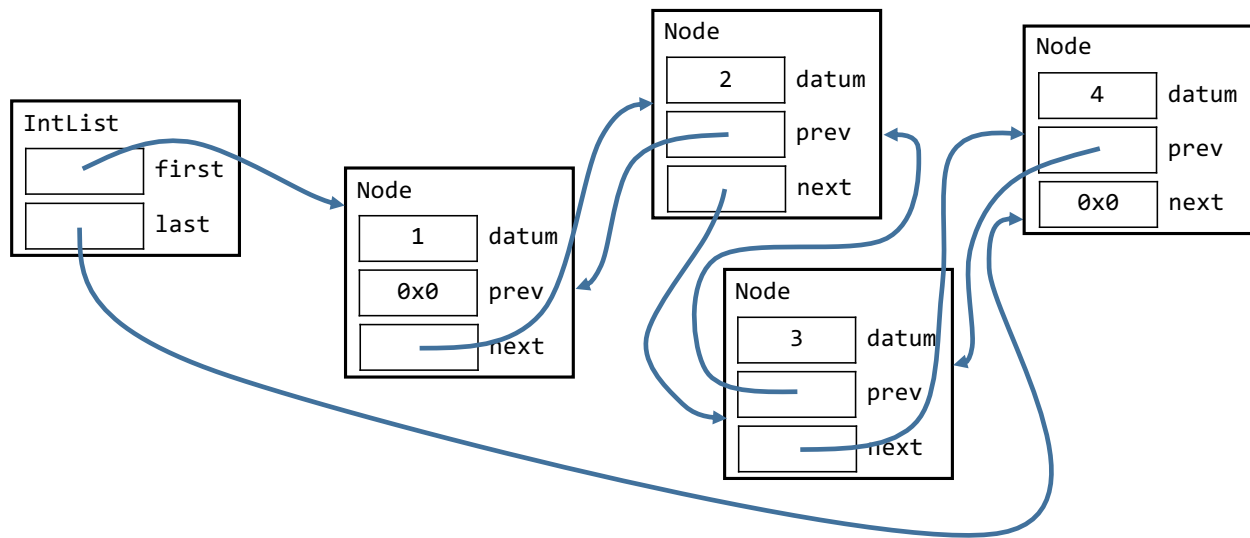 IntList
first
last
Node
1 datum
0x0 prev
next
Node
2 datum
prev
next
Node
3 datum
prev
next
Node
4 datum
prev
0x0 next